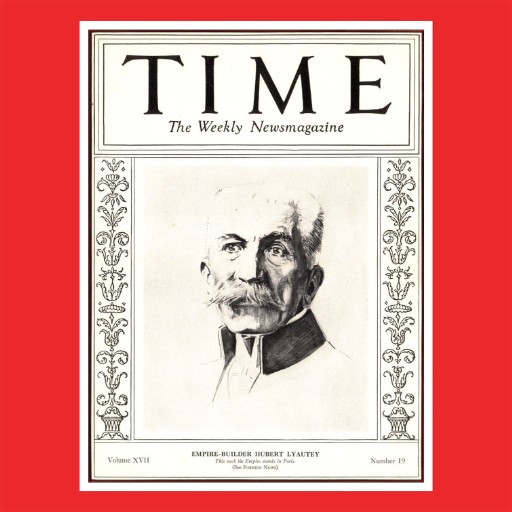 TIME
The Weekly Newsmagazine
EMPIRE-BUILDER HUBERT LYAUTEY
This week the Empire stands in Paris.
(See FOREIGN NEWS)
Volume XVII
Number 19